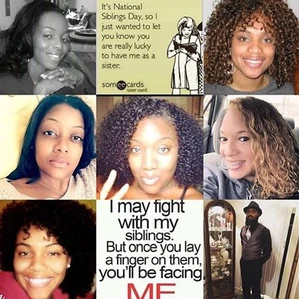 It's National
Siblings Day, so I
just wanted to let
you know you
are really lucky
to have me as a
sister.
someecards
user card
I may fight
with my
siblings.
But once you lay
a finger on them,
you'll be facing
ME